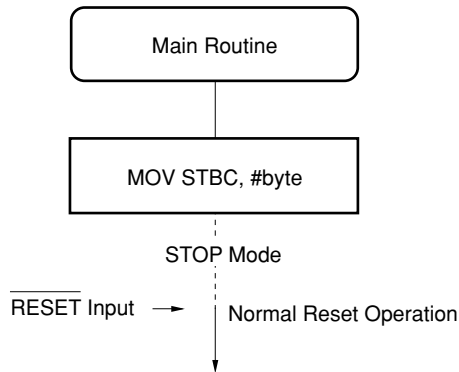 Main Routine
MOV STBC, #byte
STOP Mode
RESET Input
Normal Reset Operation